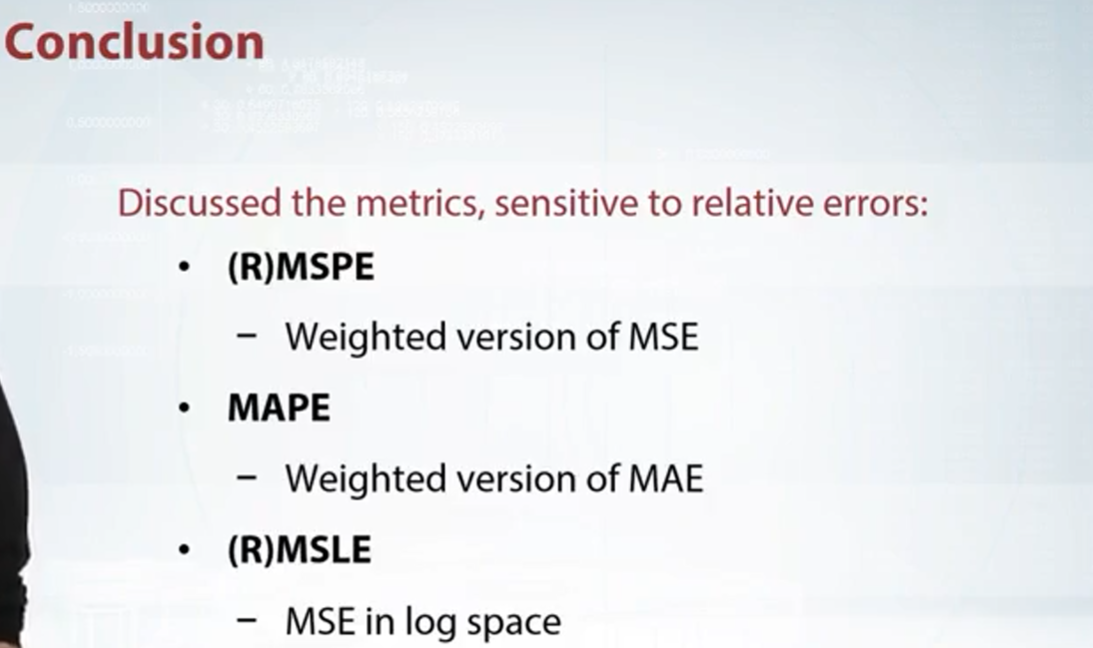 Conclusion
Discussed the metrics, sensitive to relative errors:
• (R)MSPE
– Weighted version of MSE
• MAPE
– Weighted version of MAE
• (R)MSLE
– MSE in log space